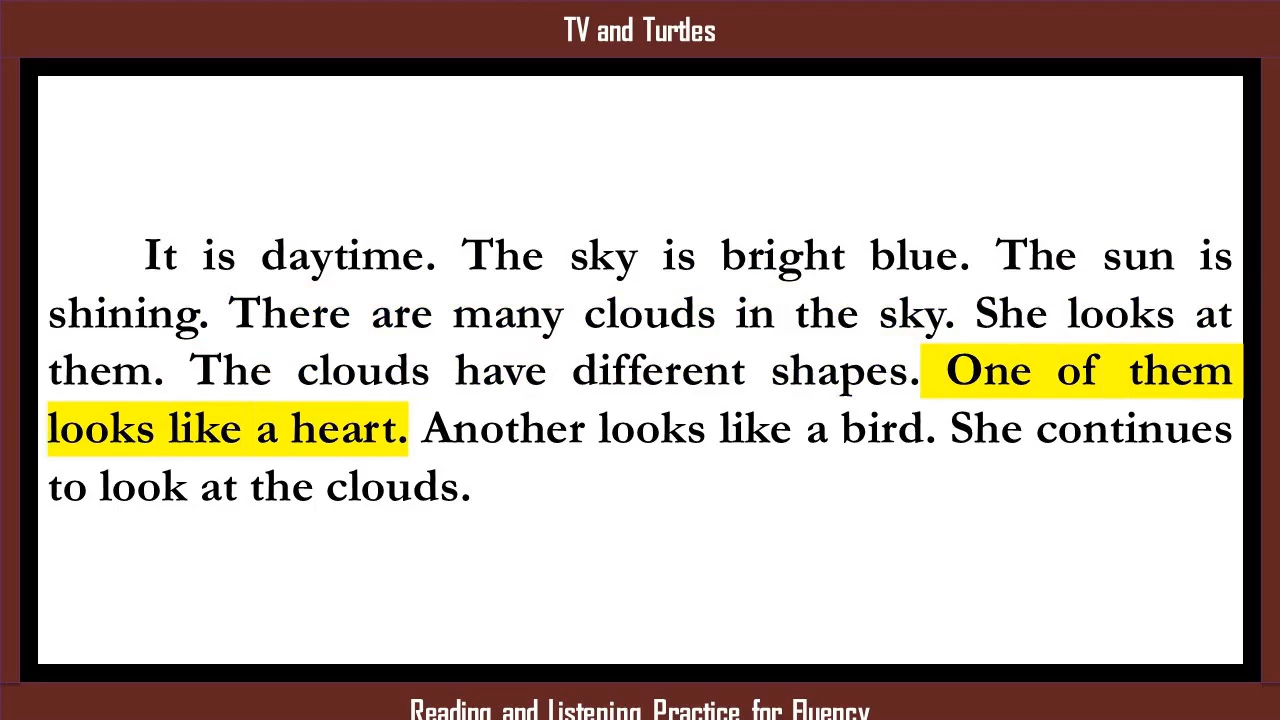 TV and Turtles
It is daytime. The sky is bright blue. The sun is
shining. There are many clouds in the sky. She looks at
them. The clouds have different shapes. One of them
looks like a heart. Another looks like a bird. She continues
to look at the clouds.
Reading and Listening Practice for Fluency